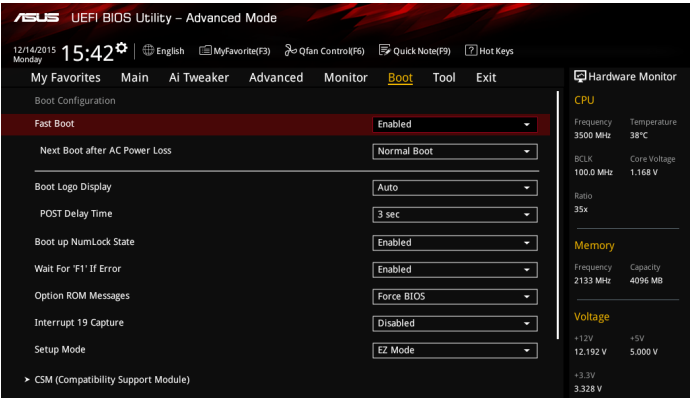 ASUS UEFI BIOS Utility – Advanced Mode
12/14/2015
Monday
15:42
English
MyFavorite(F3)
Qfan Control(F6)
Quick Note(F9)
? Hot Keys
My Favorites Main Ai Tweaker Advanced Monitor Boot Tool Exit
Boot Configuration
Fast Boot Enabled
Next Boot after AC Power Loss Normal Boot
Boot Logo Display Auto
POST Delay Time 3 sec
Boot up NumLock State Enabled
Wait For 'F1' If Error Enabled
Option ROM Messages Force BIOS
Interrupt 19 Capture Disabled
Setup Mode EZ Mode
CSM (Compatibility Support Module)
Hardware Monitor
CPU
Frequency Temperature
3500 MHz 38°C
BCLK Core Voltage
100.0 MHz 1.168 V
Ratio
35x
Memory
Frequency Capacity
2133 MHz 4096 MB
Voltage
+12V +5V
12.192 V 5.000 V
+3.3V
3.328 V